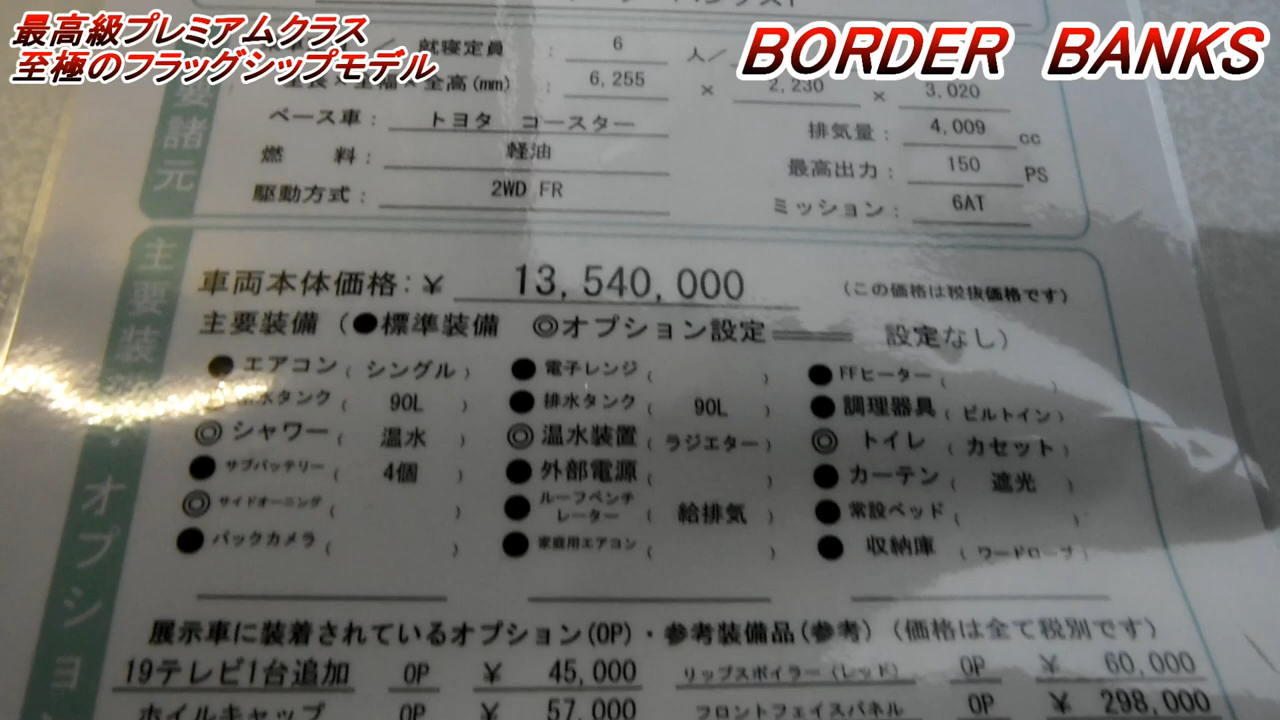 最高級プレミアムクラス
至極のフラッグシップモデル
BORDER BANKS
就寝定員 : 6 人/
全長×全幅×全高(mm) : 6,255 × 2,230 × 3,020
要諸元
ベース車: トヨタ コースター 排気量: 4,009 cc
燃 料: 軽油 最高出力: 150 PS
駆動方式: 2WD FR ミッション: 6AT
主要装 オプション
車両本体価格:¥ 13,540,000 (この価格は税抜価格です)
主要装備 (●標準装備 ◎オプション設定 ═══ 設定なし)
●エアコン( シングル ) ●電子レンジ( ) ●FFヒーター( )
水タンク( 90L ) ●排水タンク( 90L ) ●調理器具( ビルトイン )
◎シャワー( 温水 ) ◎温水装置( ラジエター ) ◎トイレ( カセット )
●サブバッテリー( 4個 ) ●外部電源( ) ●カーテン( 遮光 )
◎サイドオーニング( ) ●ルーフベンチレーター( 給排気 ) ●常設ベッド( )
●バックカメラ( ) ●家庭用エアコン( ) ●収納庫( ワードローブ )
展示車に装着されているオプション(OP)・参考装備品(参考) (価格は全て税別です)
19テレビ1台追加 OP ¥ 45,000 リップスポイラー(レッド) OP ¥ 60,000
ホイルキャップ OP ¥ 57,000 フロントフェイスパネル OP ¥ 298,000